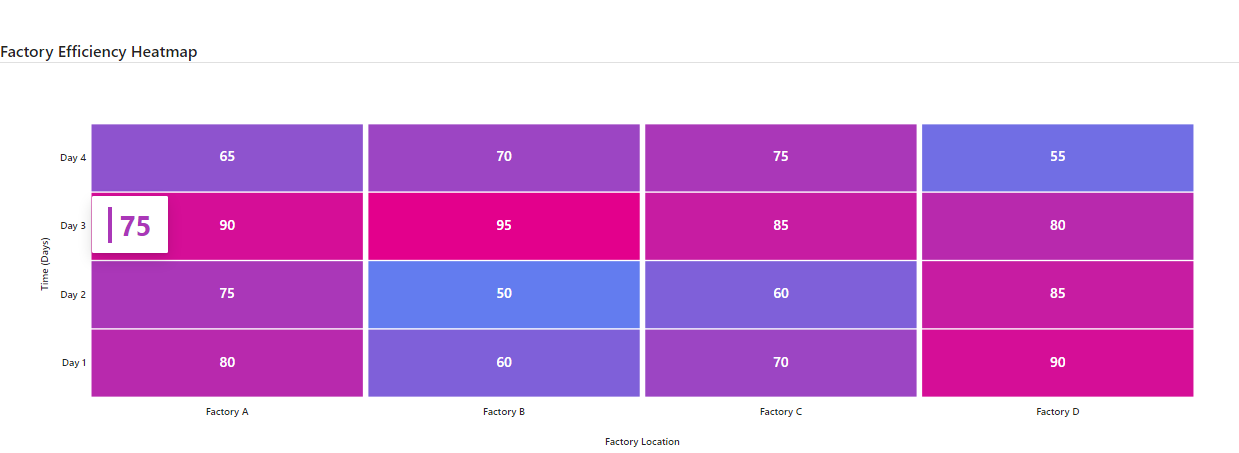 Factory Efficiency Heatmap
Day 4 65 70 75 55
Day 3 75 90 95 85 80
Time (Days)
Day 2 75 50 60 85
Day 1 80 60 70 90
Factory A Factory B Factory C Factory D
Factory Location